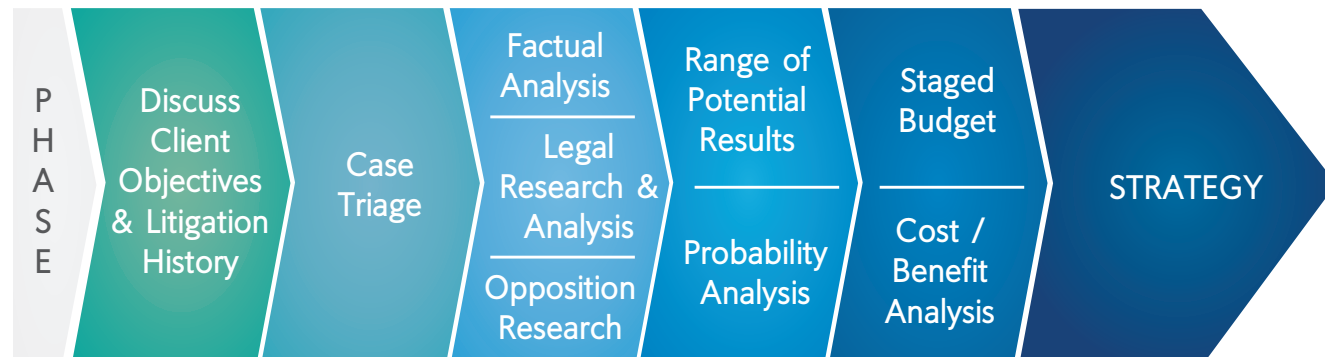 P
H
A
S
E
Discuss
Client
Objectives
& Litigation
History
Case
Triage
Factual
Analysis
Legal
Research &
Analysis
Opposition
Research
Range of
Potential
Results
Probability
Analysis
Staged
Budget
Cost /
Benefit
Analysis
STRATEGY